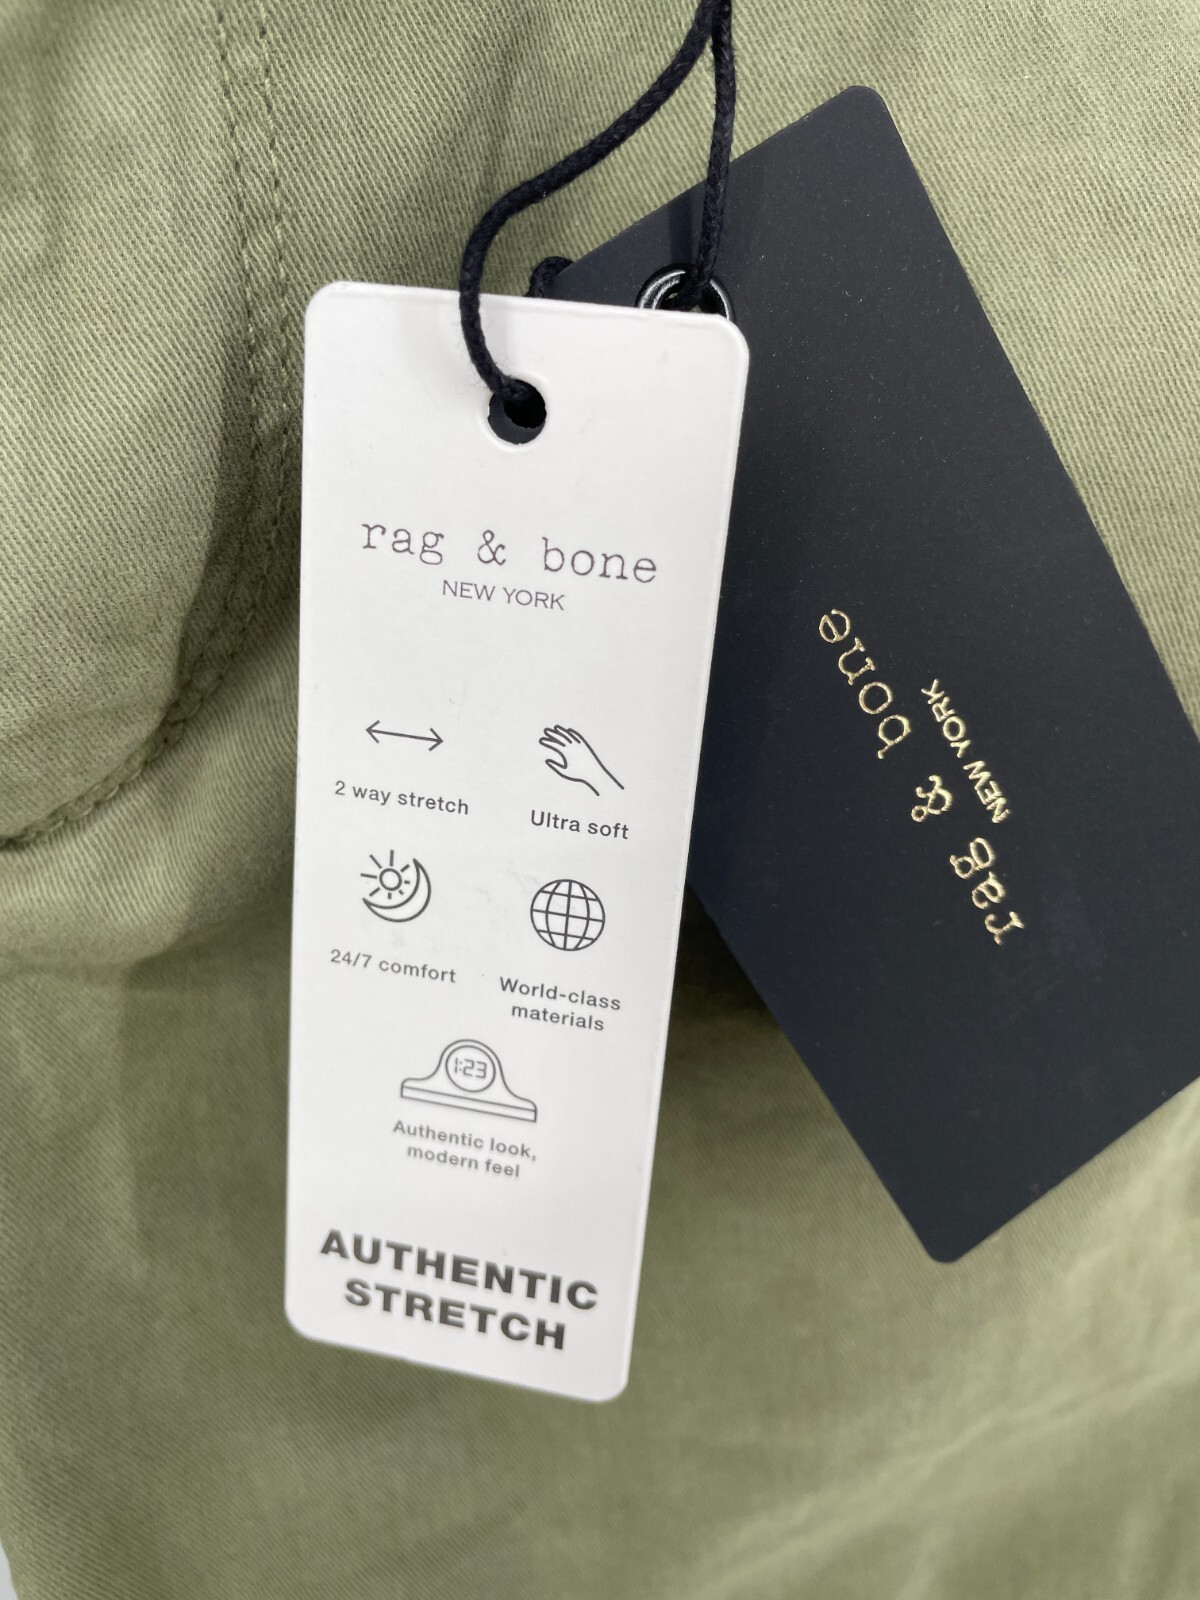 rag & bone
NEW YORK
2 way stretch
Ultra soft
24/7 comfort
World-class
materials
1:23
Authentic look,
modern feel
AUTHENTIC
STRETCH
rag & bone
NEW YORK